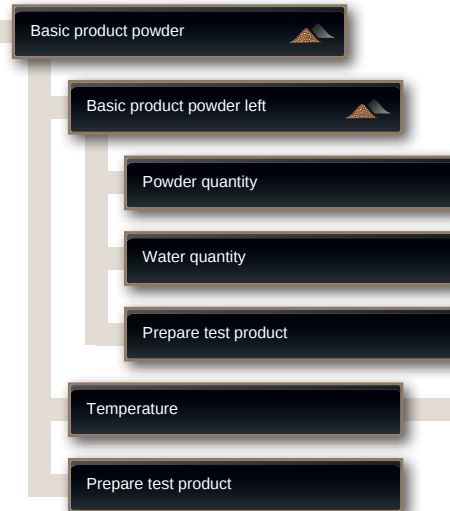 Basic product powder
Basic product powder left
Powder quantity
Water quantity
Prepare test product
Temperature
Prepare test product